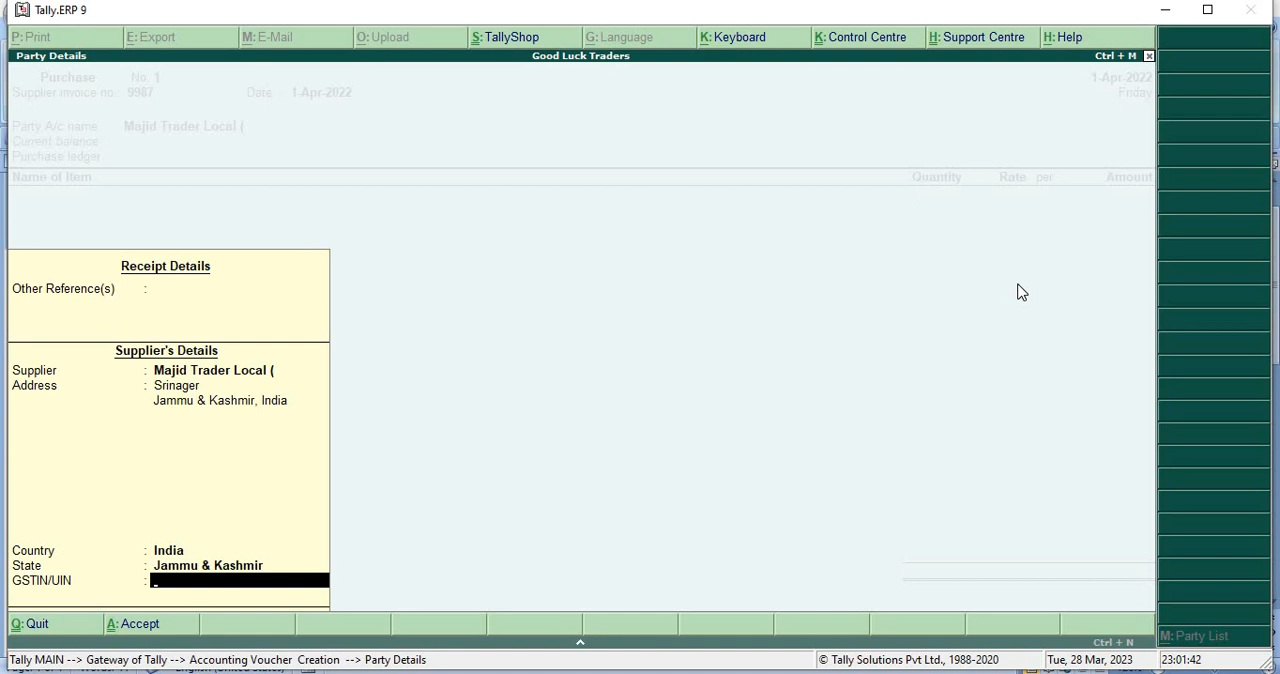 Tally.ERP 9
P: Print E: Export M: E-Mail O: Upload S: TallyShop G: Language K: Keyboard K: Control Centre H: Support Centre H: Help
Party Details Good Luck Traders Ctrl + M
Purchase No. 1 1-Apr-2022
Supplier invoice no.: 9987 Date 1-Apr-2022 Friday
Party A/c name Majid Trader Local (
Current balance
Purchase ledger
Name of Item Quantity Rate per Amount
Receipt Details
Other Reference(s) :
Supplier's Details
Supplier : Majid Trader Local (
Address : Srinager
Jammu & Kashmir, India
Country : India
State : Jammu & Kashmir
GSTIN/UIN :
Q: Quit A: Accept
M: Party List
Ctrl + N
Tally MAIN --> Gateway of Tally --> Accounting Voucher Creation --> Party Details © Tally Solutions Pvt Ltd., 1988-2020 Tue, 28 Mar, 2023 23:01:42